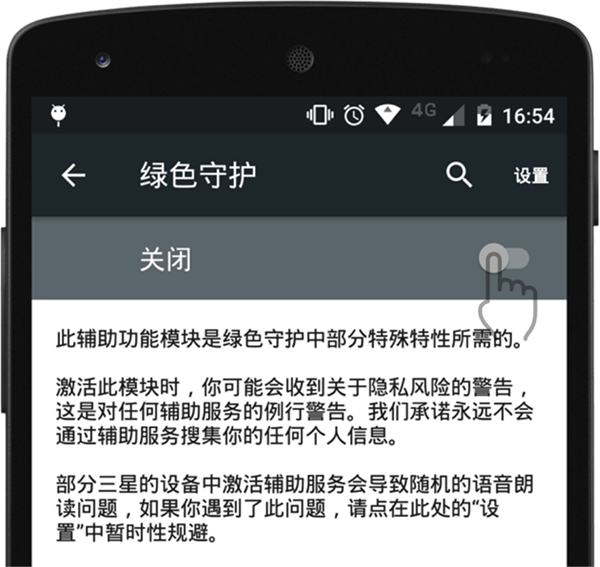 4G 16:54
绿色守护 设置
关闭
此辅助功能模块是绿色守护中部分特殊特性所需的。
激活此模块时，你可能会收到关于隐私风险的警告，
这是对任何辅助服务的例行警告。我们承诺永远不会
通过辅助服务搜集你的任何个人信息。
部分三星的设备中激活辅助服务会导致随机的语音朗
读问题，如果你遇到了此问题，请点在此处的“设
置”中暂时性规避。